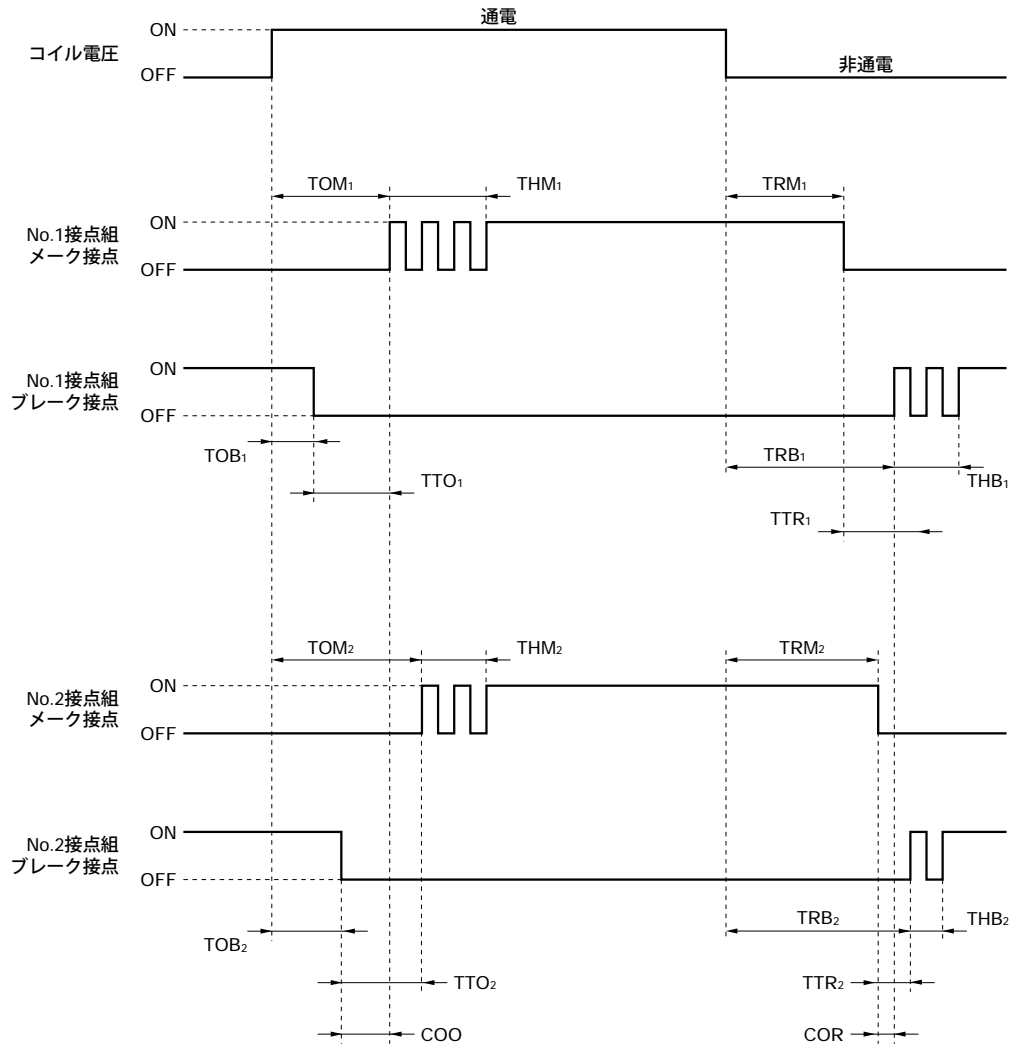 通電
ON
コイル電圧
OFF
非通電
TOM1
THM1
TRM1
ON
No.1接点組
メーク接点
OFF
ON
No.1接点組
ブレーク接点
OFF
TOB1
TTO1
TRB1
THB1
TTR1
TOM2
THM2
TRM2
ON
No.2接点組
メーク接点
OFF
ON
No.2接点組
ブレーク接点
OFF
TOB2
TRB2
THB2
TTO2
TTR2
COO
COR